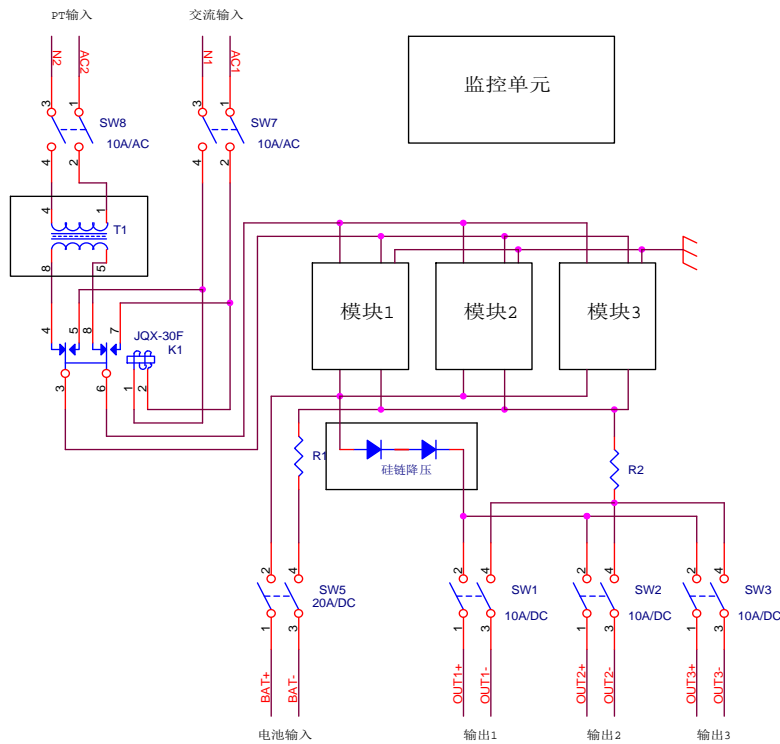 PT输入
交流输入
N2
AC2
N1
AC1
监控单元
3
1
3
1
SW8
10A/AC
SW7
10A/AC
4
2
4
2
4
1
T1
8
5
4
5
8
7
JQX-30F
K1
3
6
1
2
模块1
模块2
模块3
R1
硅链降压
R2
2
4
2
4
2
4
2
4
SW5
20A/DC
SW1
10A/DC
SW2
10A/DC
SW3
10A/DC
1
3
1
3
1
3
1
3
BAT+
BAT-
OUT1+
OUT1-
OUT2+
OUT2-
OUT3+
OUT3-
电池输入
输出1
输出2
输出3